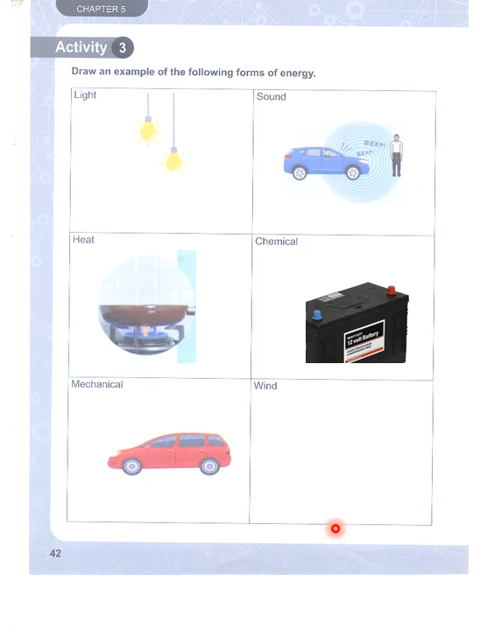 CHAPTER 5
Activity 3
Draw an example of the following forms of energy.
Light
Sound
BEEP!
BEEP!
Heat
Chemical
12 volt Battery
Mechanical
Wind
42